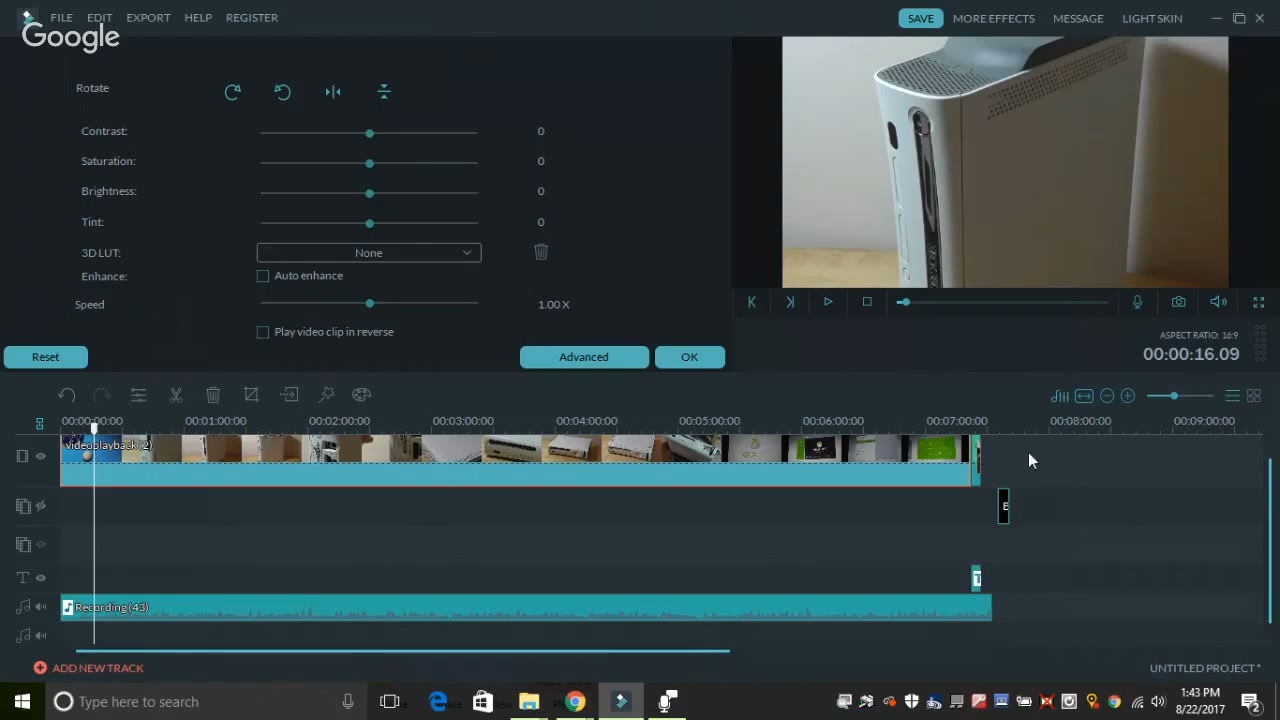 FILE EDIT EXPORT HELP REGISTER SAVE MORE EFFECTS MESSAGE LIGHT SKIN
Google
Rotate
Contrast: 0
Saturation: 0
Brightness: 0
Tint: 0
3D LUT: None
Enhance: Auto enhance
Speed 1.00 X
Play video clip in reverse
Reset Advanced OK
ASPECT RATIO: 16:9
00:00:16.09
00:00:00:00 00:01:00:00 00:02:00:00 00:03:00:00 00:04:00:00 00:05:00:00 00:06:00:00 00:07:00:00 00:08:00:00 00:09:00:00
videoplayback (2)
E
T
T
Recording (43)
ADD NEW TRACK UNTITLED PROJECT *
Type here to search
1:43 PM
8/22/2017
2